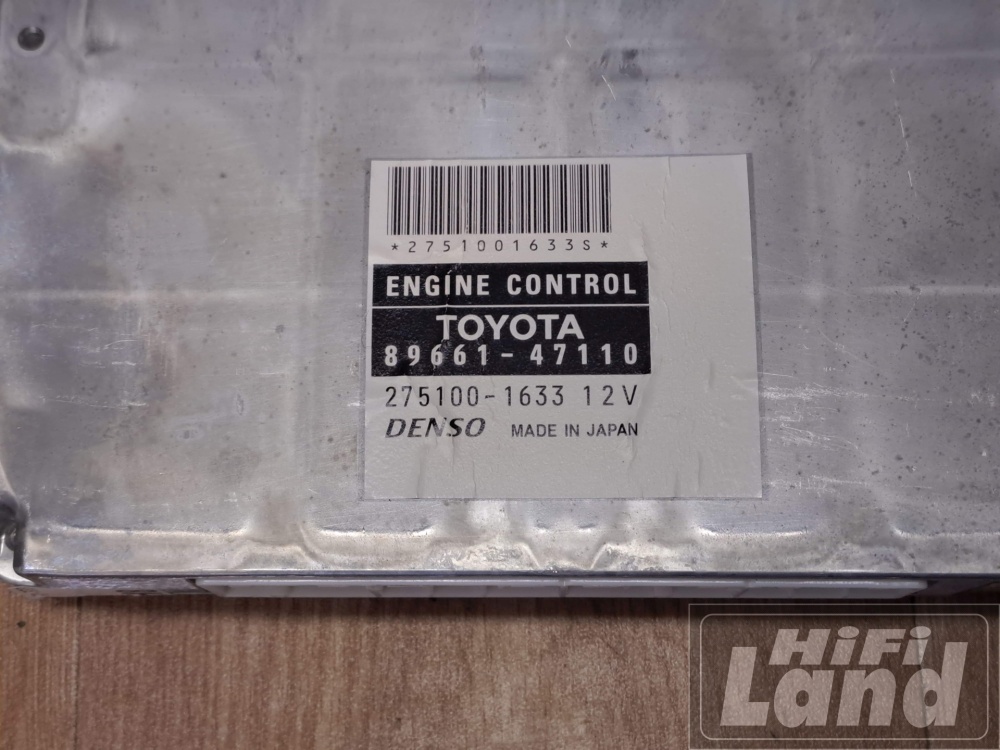 *2751001633S*
ENGINE CONTROL
TOYOTA
89661-47110
275100-1633 12V
DENSO MADE IN JAPAN
HiFi
Land